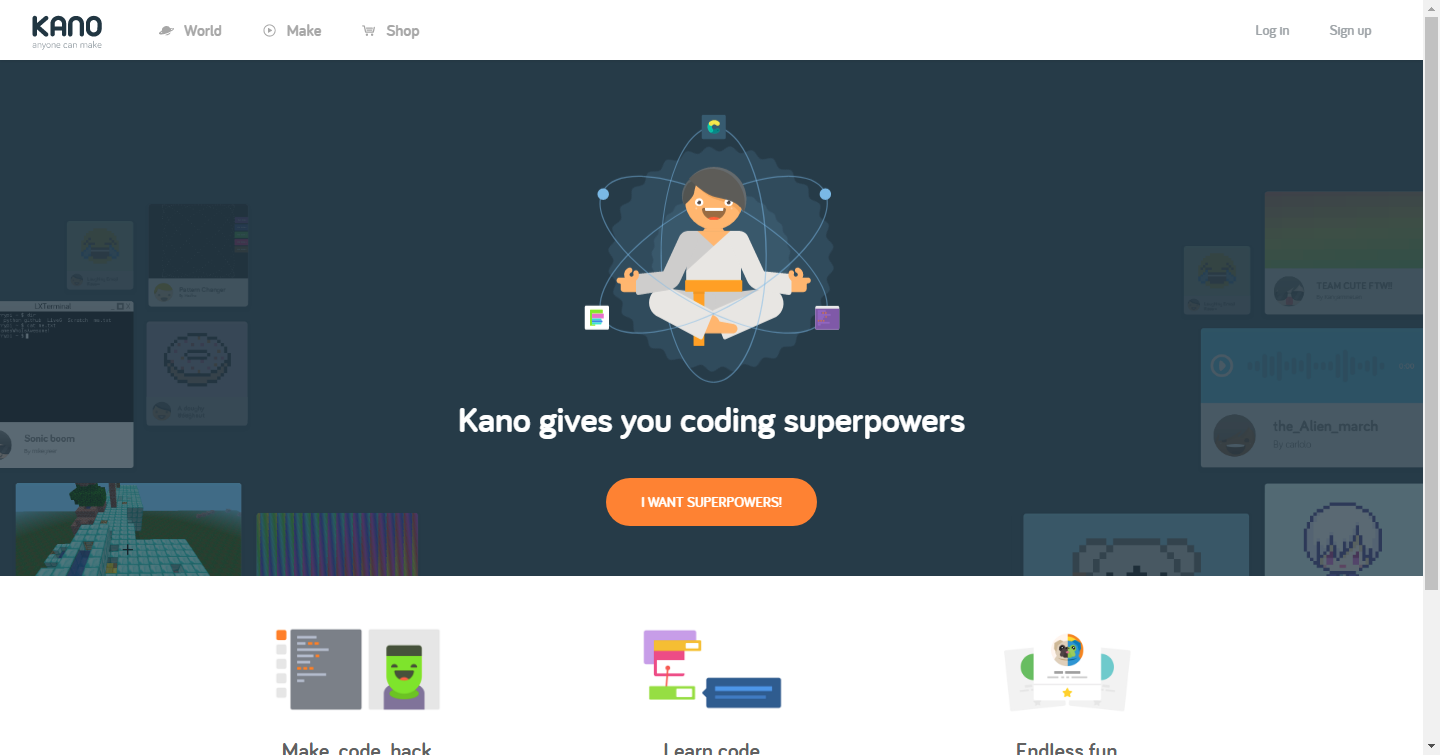 KANO
anyone can make
World
Make
Shop
Log in
Sign up
LXTerminal
Sonic boom
TEAM CUTE FTW!!
the_Alien_march
Kano gives you coding superpowers
I WANT SUPERPOWERS!
Make, code, hack
Learn code
Endless fun